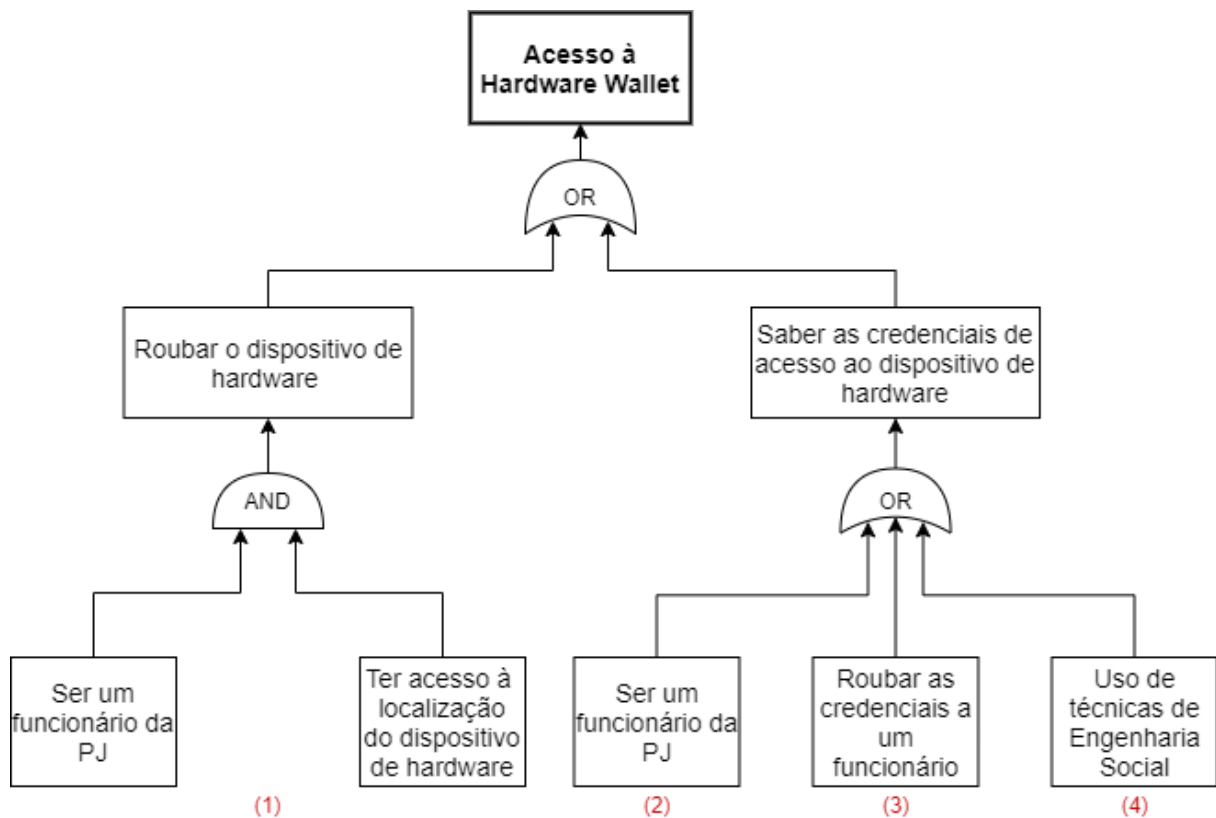 Acesso à
Hardware Wallet
OR
Roubar o dispositivo de
hardware
Saber as credenciais de
acesso ao dispositivo de
hardware
AND
OR
Ser um
funcionário da
PJ
Ter acesso à
localização
do dispositivo
de hardware
Ser um
funcionário da
PJ
Roubar as
credenciais a
um
funcionário
Uso de
técnicas de
Engenharia
Social
(1)
(2)
(3)
(4)